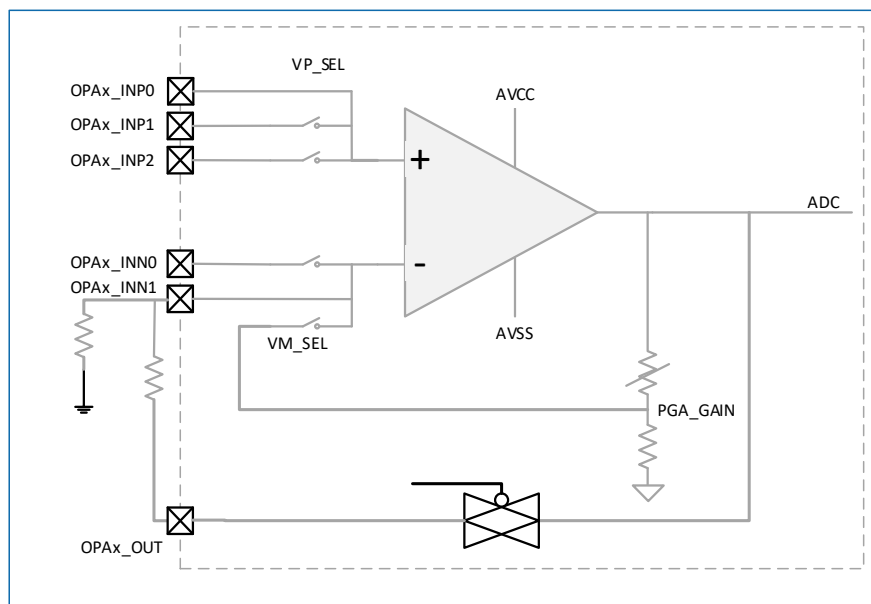 VP_SEL
OPAx_INP0
AVCC
OPAx_INP1
OPAx_INP2
+
ADC
OPAx_INN0
-
OPAx_INN1
AVSS
VM_SEL
PGA_GAIN
OPAx_OUT